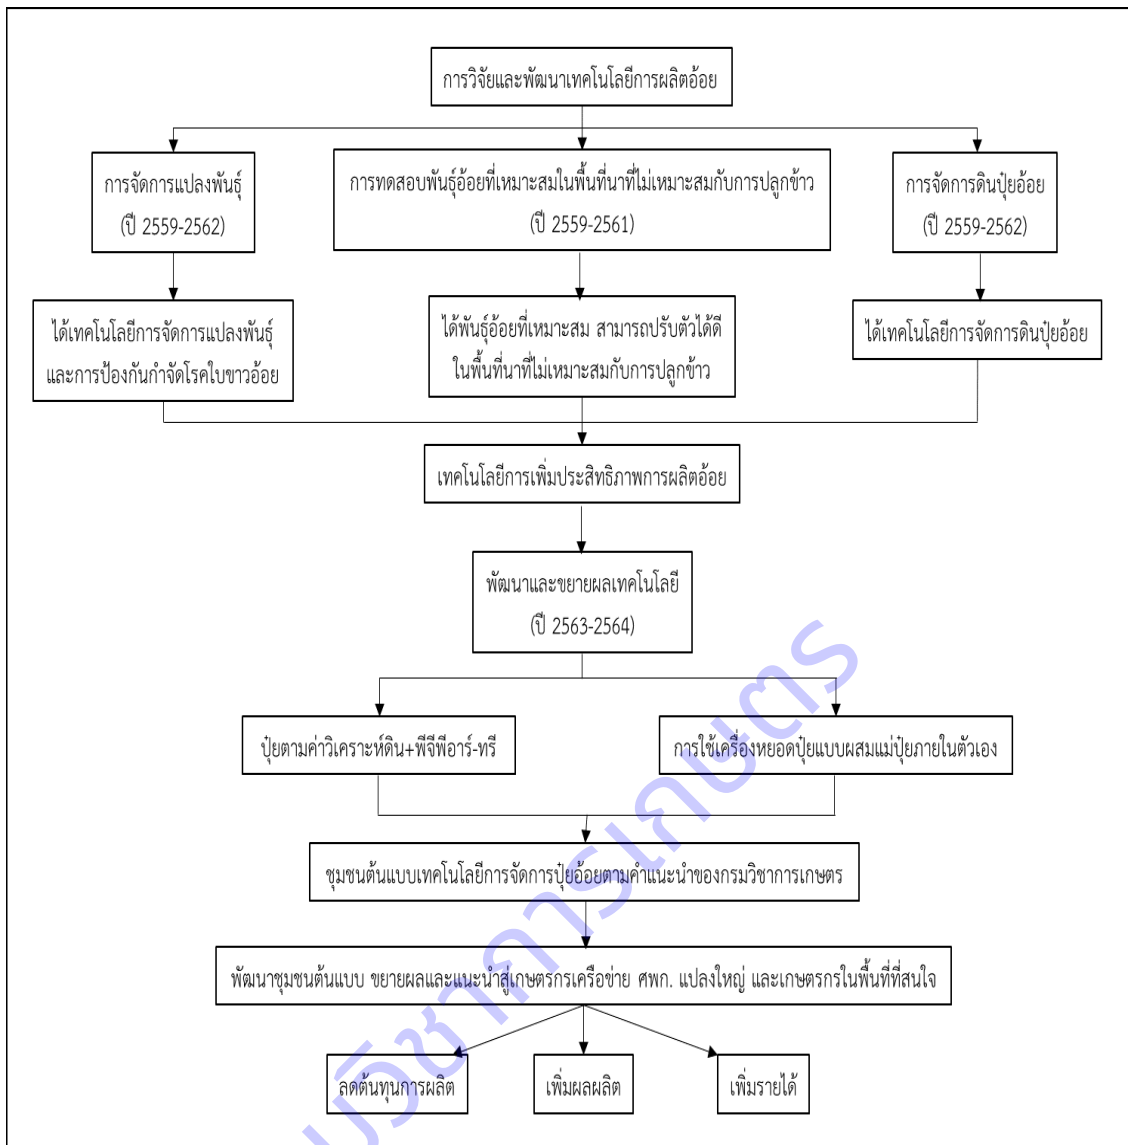 การวิจัยและพัฒนาเทคโนโลยีการผลิตอ้อย
การจัดการแปลงพันธุ์
(ปี 2559-2562)
การทดสอบพันธุ์อ้อยที่เหมาะสมในพื้นที่นาที่ไม่เหมาะสมกับการปลูกข้าว
(ปี 2559-2561)
การจัดการดินปุ๋ยอ้อย
(ปี 2559-2562)
ได้เทคโนโลยีการจัดการแปลงพันธุ์
และการป้องกันกำจัดโรคใบขาวอ้อย
ได้พันธุ์อ้อยที่เหมาะสม สามารถปรับตัวได้ดี
ในพื้นที่นาที่ไม่เหมาะสมกับการปลูกข้าว
ได้เทคโนโลยีการจัดการดินปุ๋ยอ้อย
เทคโนโลยีการเพิ่มประสิทธิภาพการผลิตอ้อย
พัฒนาและขยายผลเทคโนโลยี
(ปี 2563-2564)
ปุ๋ยตามค่าวิเคราะห์ดิน+พีจีพีอาร์-ทรี
การใช้เครื่องหยอดปุ๋ยแบบผสมแม่ปุ๋ยภายในตัวเอง
ชุมชนต้นแบบเทคโนโลยีการจัดการปุ๋ยอ้อยตามคำแนะนำของกรมวิชาการเกษตร
พัฒนาชุมชนต้นแบบ ขยายผลและแนะนำสู่เกษตรกรเครือข่าย ศพก. แปลงใหญ่ และเกษตรกรในพื้นที่ที่สนใจ
ลดต้นทุนการผลิต
เพิ่มผลผลิต
เพิ่มรายได้
มวิชาการเกษตร